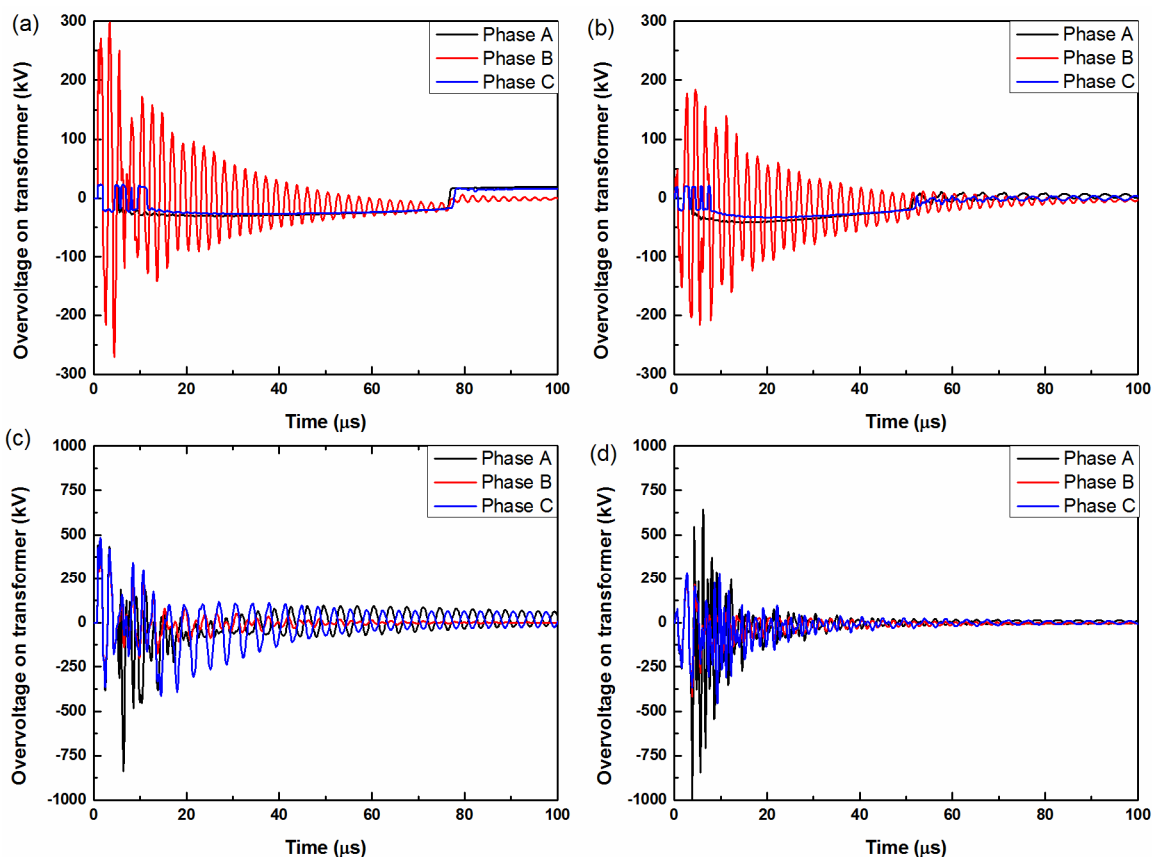 (a)
Overvoltage on transformer (kV)
300
200
100
0
-100
-200
-300
Phase A
Phase B
Phase C
0 20 40 60 80 100
Time (μs)
(b)
Overvoltage on transformer (kV)
300
200
100
0
-100
-200
-300
Phase A
Phase B
Phase C
0 20 40 60 80 100
Time (μs)
(c)
Overvoltage on transformer (kV)
1000
750
500
250
0
-250
-500
-750
-1000
Phase A
Phase B
Phase C
0 20 40 60 80 100
Time (μs)
(d)
Overvoltage on transformer (kV)
1000
750
500
250
0
-250
-500
-750
-1000
Phase A
Phase B
Phase C
0 20 40 60 80 100
Time (μs)